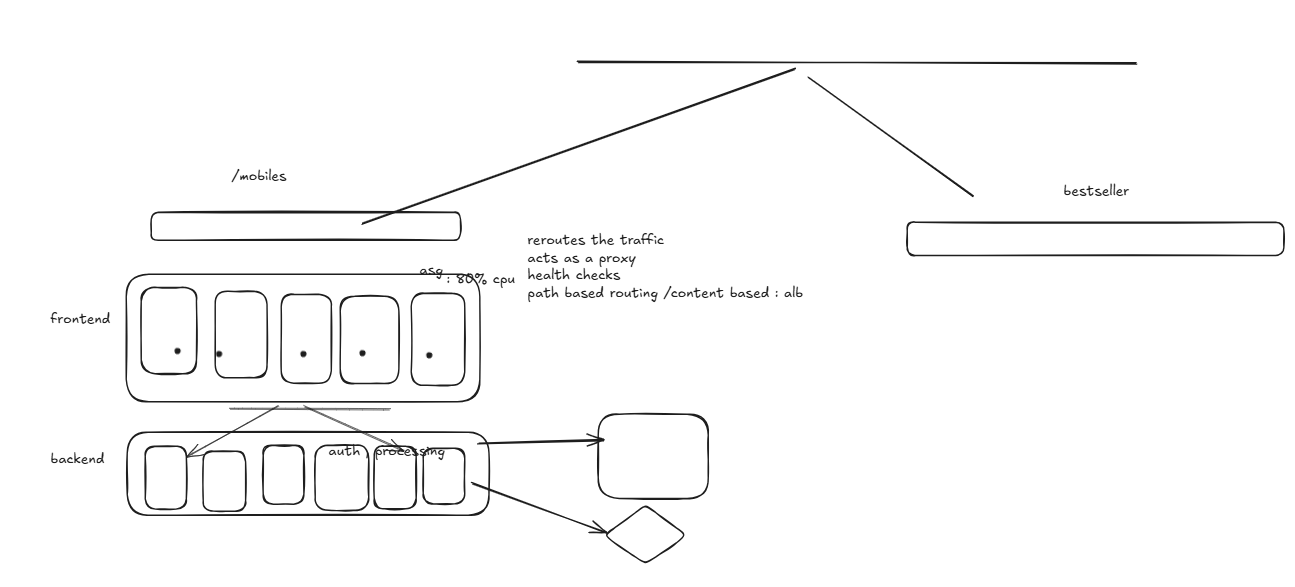 /mobiles
bestseller
reroutes the traffic
acts as a proxy
asg : 80% cpu
health checks
path based routing /content based : alb
frontend
auth , processing
backend